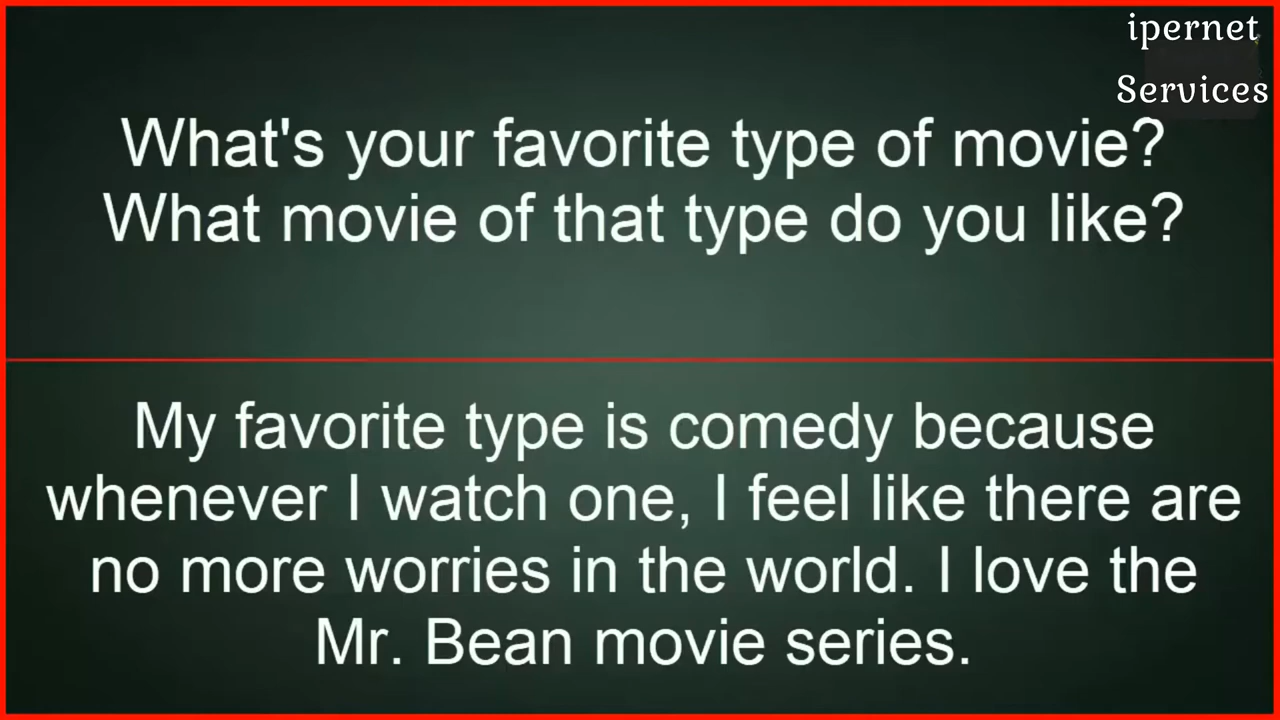 ipernet
Services
What's your favorite type of movie?
What movie of that type do you like?
My favorite type is comedy because
whenever I watch one, I feel like there are
no more worries in the world. I love the
Mr. Bean movie series.